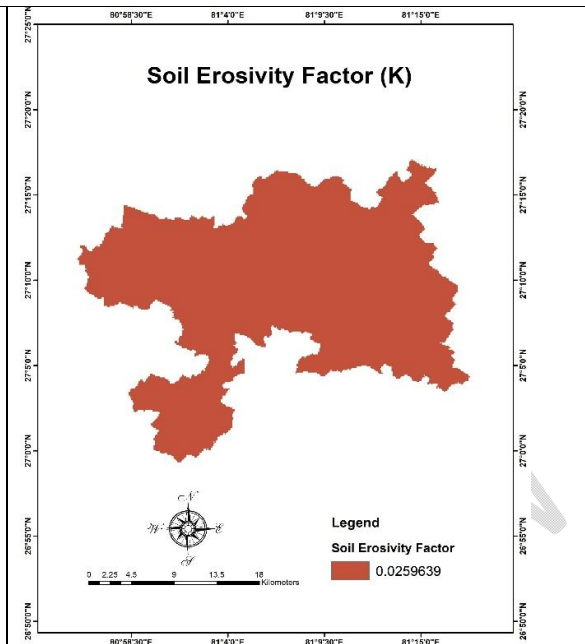 80°58'30"E 81°4'0"E 81°9'30"E 81°15'0"E
27°25'0"N 27°25'0"N
Soil Erosivity Factor (K)
27°20'0"N 27°20'0"N
27°15'0"N 27°15'0"N
27°10'0"N 27°10'0"N
27°5'0"N 27°5'0"N
27°0'0"N 27°0'0"N
26°55'0"N 26°55'0"N
26°50'0"N 26°50'0"N
N
W E
S
0 2.25 4.5 9 13.5 18
Kilometers
Legend
Soil Erosivity Factor
0.0259639
80°58'30"E 81°4'0"E 81°9'30"E 81°15'0"E